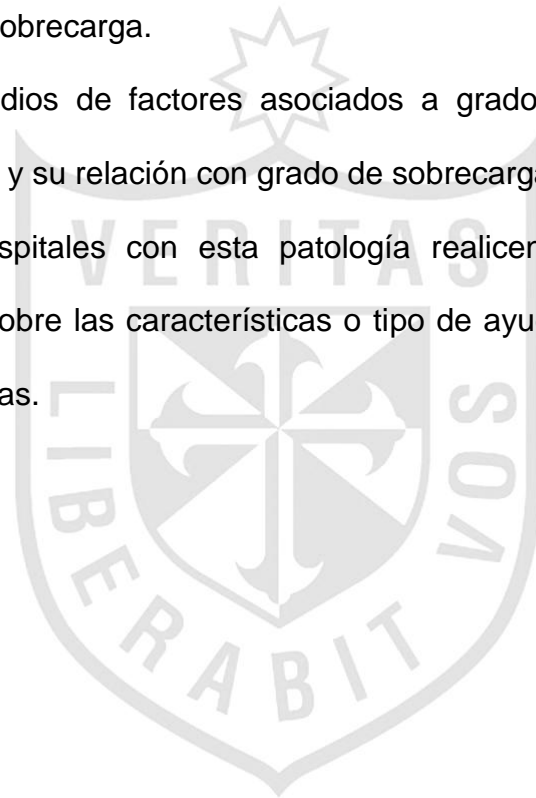 obrecarga.
dios de factores asociados a grado
y su relación con grado de sobrecarga
spitales con esta patología realicen
obre las características o tipo de ayu
as.
VERITAS
LIBERABIT
VOS